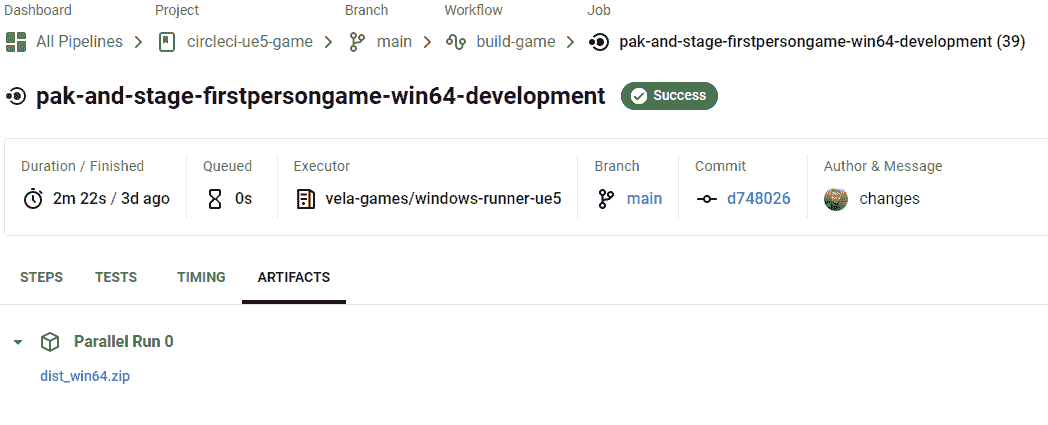 Dashboard Project Branch Workflow Job
All Pipelines circleci-ue5-game main build-game pak-and-stage-firstpersongame-win64-development (39)
pak-and-stage-firstpersongame-win64-development Success
Duration / Finished Queued Executor Branch Commit Author & Message
2m 22s / 3d ago 0s vela-games/windows-runner-ue5 main d748026 changes
STEPS TESTS TIMING ARTIFACTS
Parallel Run 0
dist_win64.zip